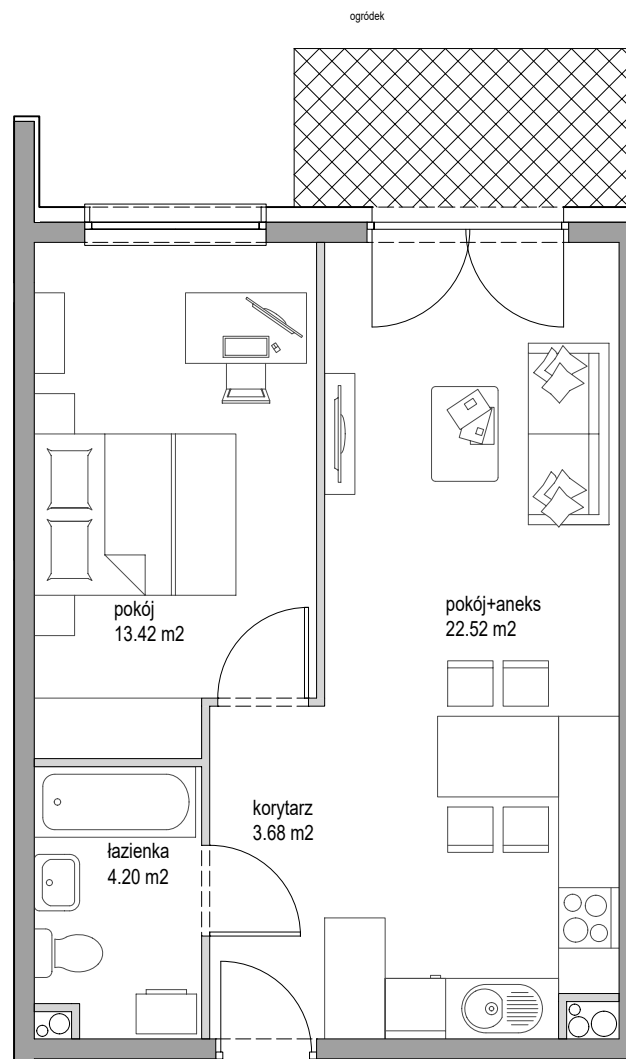 ogródek
pokój
13.42 m2
pokój+aneks
22.52 m2
korytarz
3.68 m2
łazienka
4.20 m2